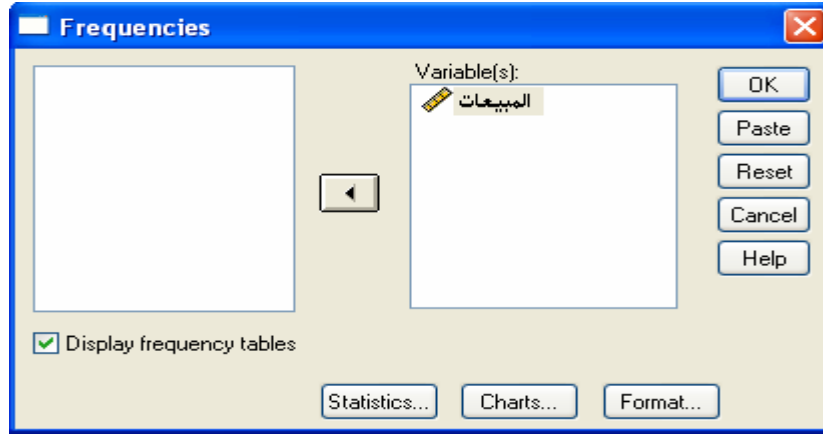 Frequencies
Variable(s):
المبيعات
OK
Paste
Reset
Cancel
Help
Display frequency tables
Statistics... Charts... Format...